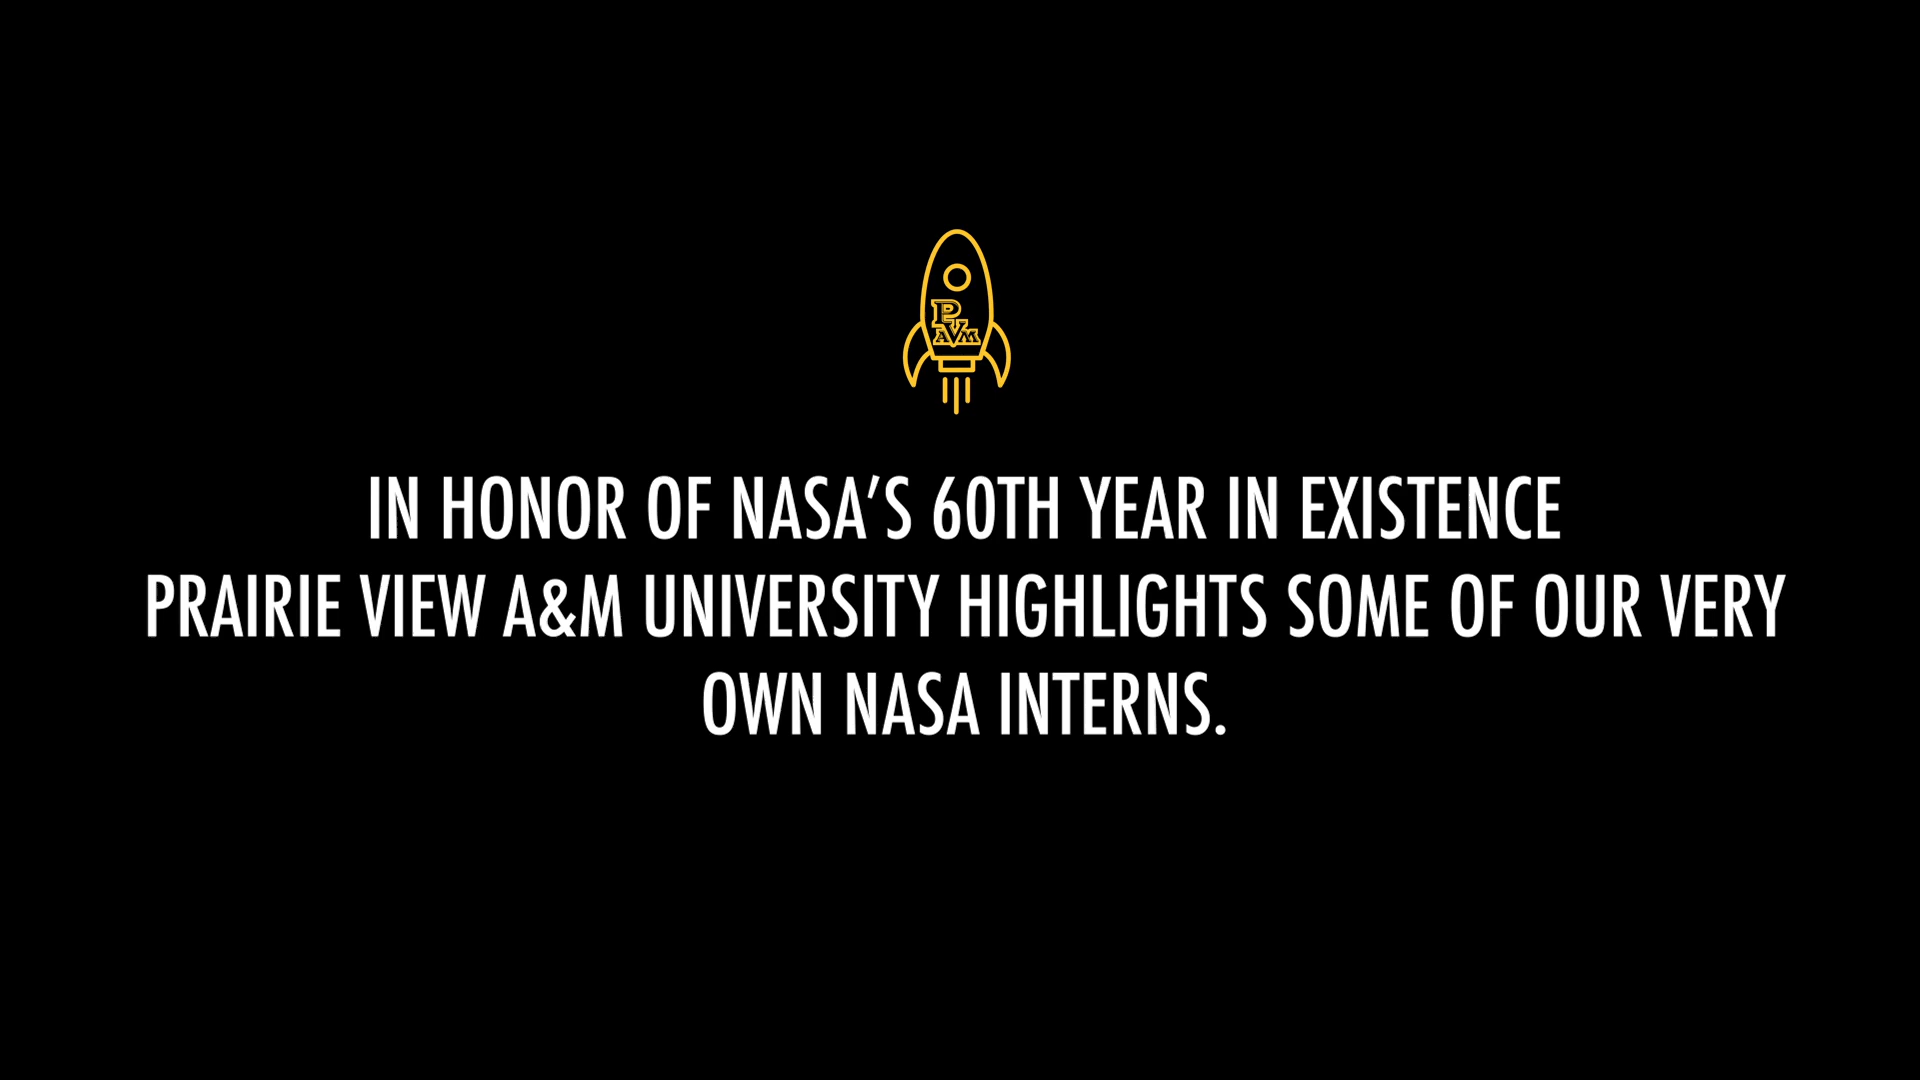 PV
A M
IN HONOR OF NASA’S 60TH YEAR IN EXISTENCE
PRAIRIE VIEW A&M UNIVERSITY HIGHLIGHTS SOME OF OUR VERY
OWN NASA INTERNS.